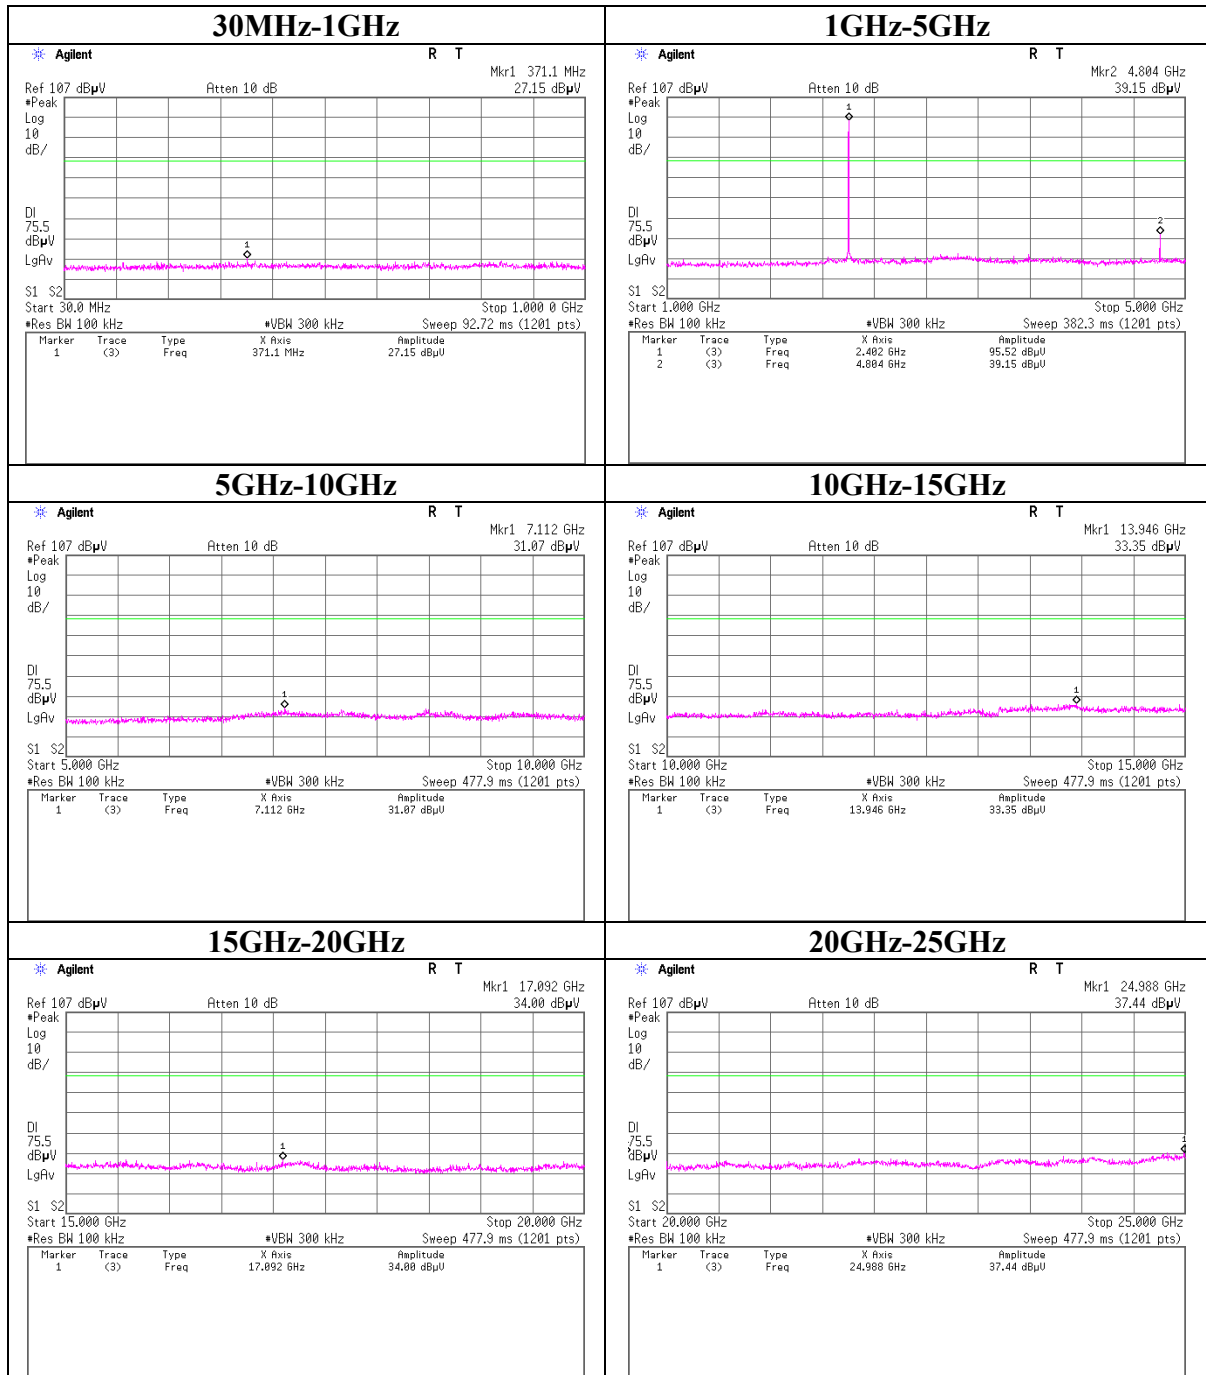 30MHz-1GHz
Agilent R T
Mkr1 371.1 MHz
Ref 107 dBµV Atten 10 dB 27.15 dBµV
#Peak
Log
10
dB/
1
DI
75.5
dBµV
LgAv
S1 S2
Start 30.0 MHz Stop 1.000 0 GHz
#Res BW 100 kHz #VBW 300 kHz Sweep 92.72 ms (1201 pts)
Marker Trace Type X Axis Amplitude
1 (3) Freq 371.1 MHz 27.15 dBµV
1GHz-5GHz
Agilent R T
Mkr2 4.804 GHz
Ref 107 dBµV Atten 10 dB 39.15 dBµV
#Peak
Log
10
dB/
1
2
DI
75.5
dBµV
LgAv
S1 S2
Start 1.000 GHz Stop 5.000 GHz
#Res BW 100 kHz #VBW 300 kHz Sweep 382.3 ms (1201 pts)
Marker Trace Type X Axis Amplitude
1 (3) Freq 2.402 GHz 95.52 dBµV
2 (3) Freq 4.804 GHz 39.15 dBµV
5GHz-10GHz
Agilent R T
Mkr1 7.112 GHz
Ref 107 dBµV Atten 10 dB 31.07 dBµV
#Peak
Log
10
dB/
1
DI
75.5
dBµV
LgAv
S1 S2
Start 5.000 GHz Stop 10.000 GHz
#Res BW 100 kHz #VBW 300 kHz Sweep 477.9 ms (1201 pts)
Marker Trace Type X Axis Amplitude
1 (3) Freq 7.112 GHz 31.07 dBµV
10GHz-15GHz
Agilent R T
Mkr1 13.946 GHz
Ref 107 dBµV Atten 10 dB 33.35 dBµV
#Peak
Log
10
dB/
1
DI
75.5
dBµV
LgAv
S1 S2
Start 10.000 GHz Stop 15.000 GHz
#Res BW 100 kHz #VBW 300 kHz Sweep 477.9 ms (1201 pts)
Marker Trace Type X Axis Amplitude
1 (3) Freq 13.946 GHz 33.35 dBµV
15GHz-20GHz
Agilent R T
Mkr1 17.092 GHz
Ref 107 dBµV Atten 10 dB 34.00 dBµV
#Peak
Log
10
dB/
1
DI
75.5
dBµV
LgAv
S1 S2
Start 15.000 GHz Stop 20.000 GHz
#Res BW 100 kHz #VBW 300 kHz Sweep 477.9 ms (1201 pts)
Marker Trace Type X Axis Amplitude
1 (3) Freq 17.092 GHz 34.00 dBµV
20GHz-25GHz
Agilent R T
Mkr1 24.988 GHz
Ref 107 dBµV Atten 10 dB 37.44 dBµV
#Peak
Log
10
dB/
1
DI
75.5
dBµV
LgAv
S1 S2
Start 20.000 GHz Stop 25.000 GHz
#Res BW 100 kHz #VBW 300 kHz Sweep 477.9 ms (1201 pts)
Marker Trace Type X Axis Amplitude
1 (3) Freq 24.988 GHz 37.44 dBµV